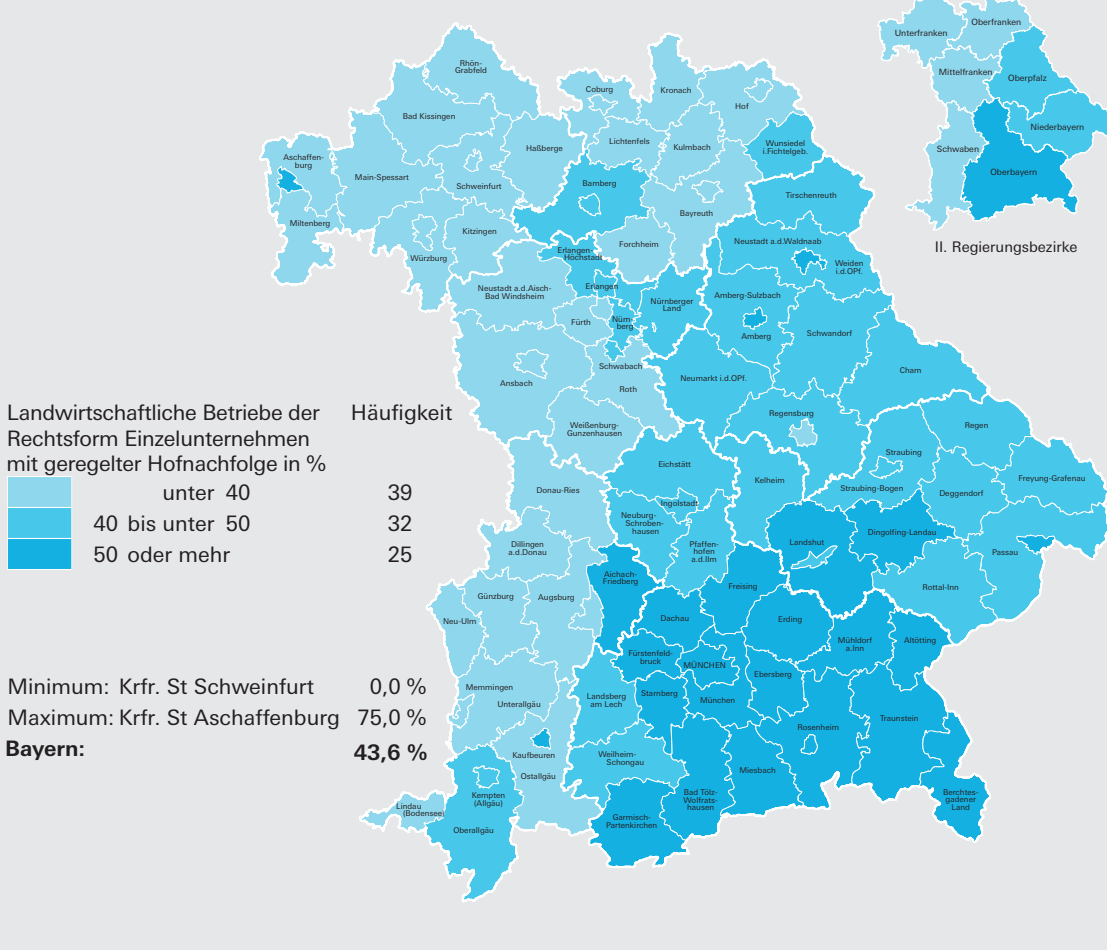 Unterfranken
Oberfranken
Mittelfranken
Oberpfalz
Niederbayern
Schwaben
Oberbayern
II. Regierungsbezirke
Rhön-
Grabfeld
Coburg
Kronach
Hof
Bad Kissingen
Lichtenfels
Kulmbach
Wunsiedel
i.Fichtelgeb.
Haßberge
Aschaffen-
burg
Main-Spessart
Schweinfurt
Bamberg
Tirschenreuth
Bayreuth
Miltenberg
Kitzingen
Würzburg
Forchheim
Erlangen-
Höchstadt
Neustadt a.d.Waldnaab
Weiden
i.d.OPf.
Neustadt a.d.Aisch-
Bad Windsheim
Erlangen
Nürnberger
Land
Amberg-Sulzbach
Fürth
Nürn-
berg
Amberg
Schwandorf
Ansbach
Schwabach
Roth
Neumarkt i.d.OPf.
Cham
Weißenburg-
Gunzenhausen
Regensburg
Regen
Straubing
Eichstätt
Kelheim
Straubing-Bogen
Deggendorf
Freyung-Grafenau
Donau-Ries
Ingolstadt
Neuburg-
Schroben-
hausen
Pfaffen-
hofen
a.d.Ilm
Landshut
Dingolfing-Landau
Passau
Dillingen
a.d.Donau
Aichach-
Friedberg
Freising
Rottal-Inn
Günzburg
Augsburg
Neu-Ulm
Dachau
Erding
Mühldorf
a.Inn
Altötting
Fürstenfeld-
bruck
MÜNCHEN
Ebersberg
Memmingen
Unterallgäu
Landsberg
am Lech
Starnberg
München
Rosenheim
Traunstein
Kaufbeuren
Ostallgäu
Weilheim-
Schongau
Miesbach
Bad Tölz-
Wolfrats-
hausen
Berchtes-
gadener
Land
Kempten
(Allgäu)
Lindau
(Bodensee)
Oberallgäu
Garmisch-
Partenkirchen
Landwirtschaftliche Betriebe der Häufigkeit
Rechtsform Einzelunternehmen
mit geregelter Hofnachfolge in %
unter 40 39
40 bis unter 50 32
50 oder mehr 25
Minimum: Krfr. St Schweinfurt 0,0 %
Maximum: Krfr. St Aschaffenburg 75,0 %
Bayern: 43,6 %